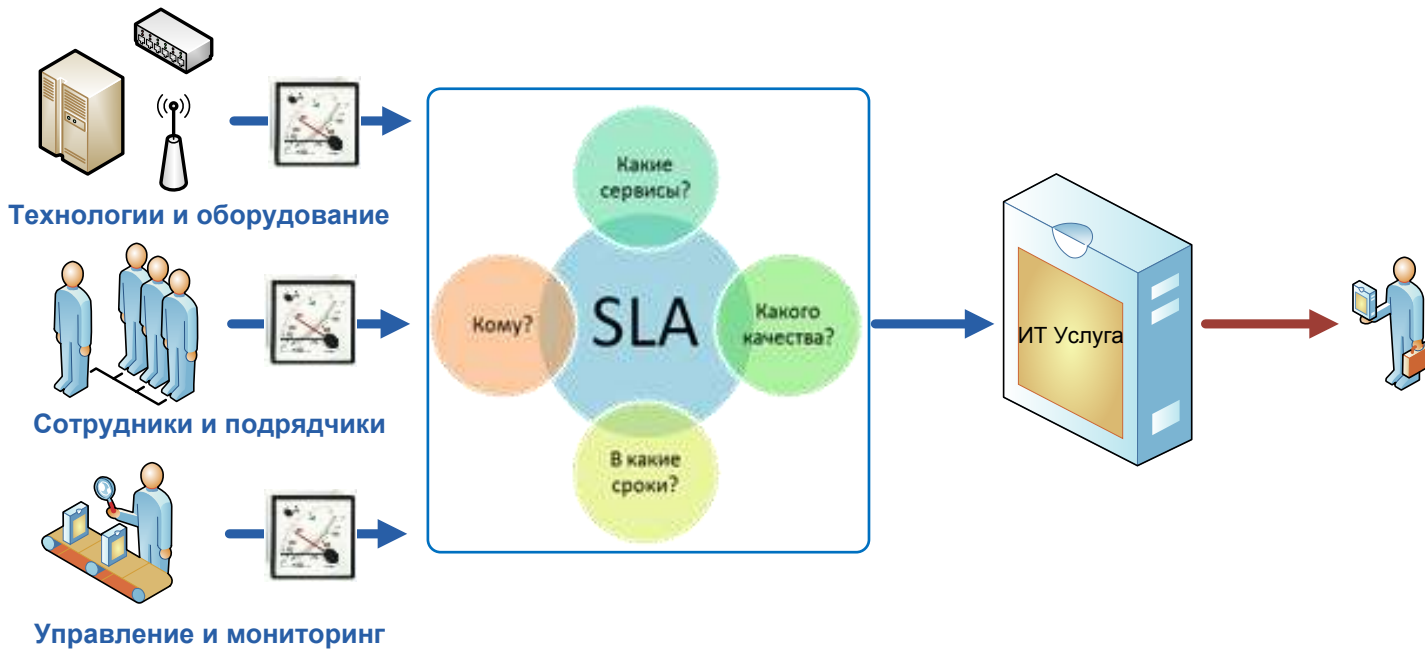 Технологии и оборудование
Сотрудники и подрядчики
Управление и мониторинг
Какие
сервисы?
Кому?
SLA
Какого
качества?
В какие
сроки?
ИТ Услуга